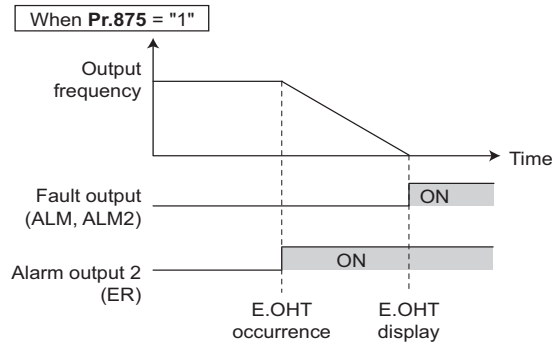 When Pr.875 = "1"
Output
frequency
Time
Fault output
(ALM, ALM2)
ON
Alarm output 2
(ER)
ON
E.OHT
occurrence
E.OHT
display